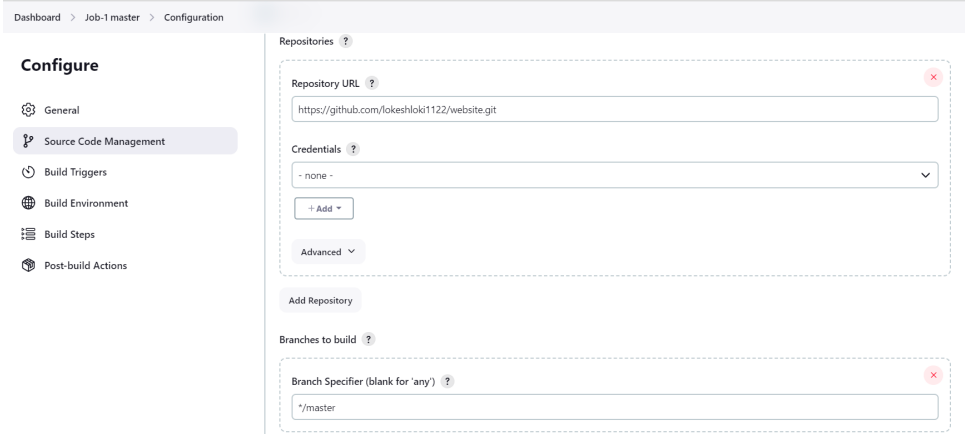 Dashboard > Job-1 master > Configuration
Configure
General
Source Code Management
Build Triggers
Build Environment
Build Steps
Post-build Actions
Repositories ?
Repository URL ?
https://github.com/lokeshloki1122/website.git
Credentials ?
- none -
+ Add
Advanced
Add Repository
Branches to build ?
Branch Specifier (blank for 'any') ?
*/master